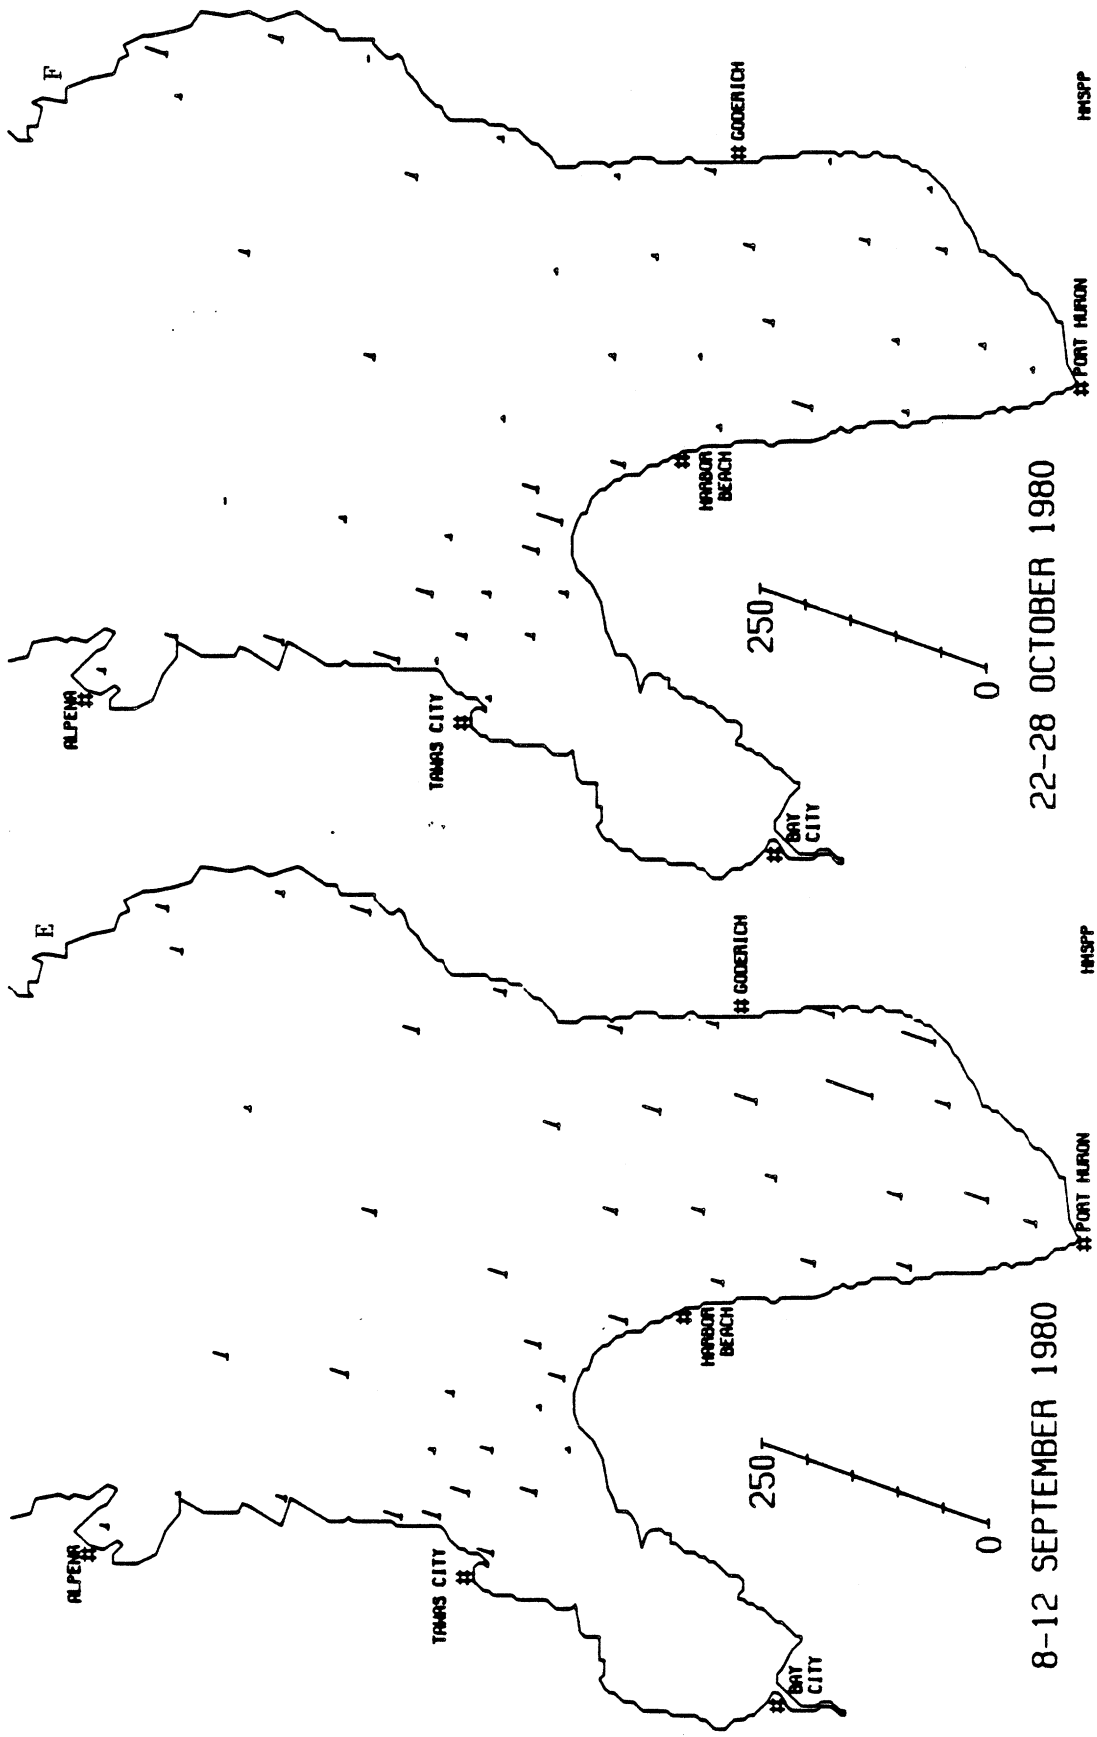 E
ALPENA
#
TAWAS CITY
#
BAY
CITY
#
HARBOR
BEACH
#
# GODERICH
# PORT HURON
250
0
8-12 SEPTEMBER 1980
HMSPP
F
ALPENA
#
TAWAS CITY
#
BAY
CITY
#
HARBOR
BEACH
#
# GODERICH
# PORT HURON
250
0
22-28 OCTOBER 1980
HMSPP